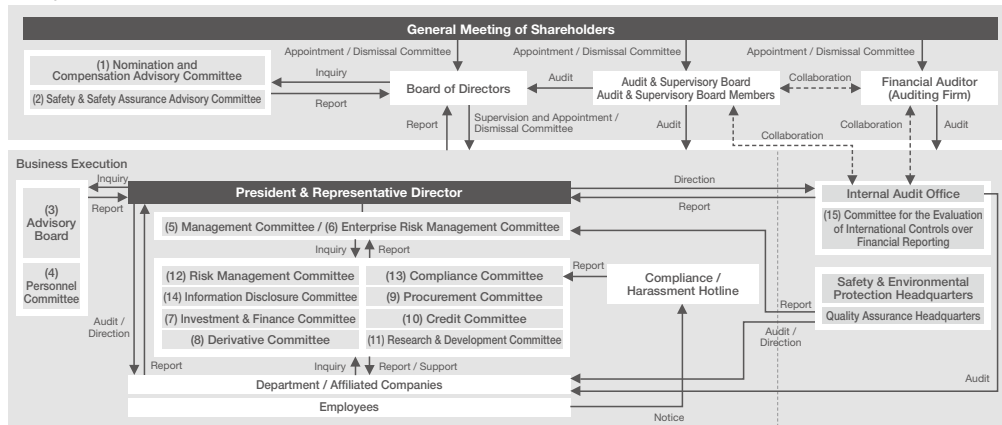 General Meeting of Shareholders
Appointment / Dismissal Committee
Appointment / Dismissal Committee
Appointment / Dismissal Committee
(1) Nomination and
Compensation Advisory Committee
(2) Safety & Safety Assurance Advisory Committee
Inquiry
Report
Board of Directors
Audit
Audit & Supervisory Board
Audit & Supervisory Board Members
Collaboration
Financial Auditor
(Auditing Firm)
Report
Supervision and Appointment /
Dismissal Committee
Audit
Collaboration
Collaboration
Audit
Business Execution
Inquiry
Report
(3)
Advisory
Board
(4)
Personnel
Committee
President & Representative Director
Direction
Report
Internal Audit Office
(15) Committee for the Evaluation
of International Controls over
Financial Reporting
(5) Management Committee / (6) Enterprise Risk Management Committee
Inquiry
Report
(12) Risk Management Committee
(13) Compliance Committee
(14) Information Disclosure Committee
(9) Procurement Committee
(7) Investment & Finance Committee
(10) Credit Committee
(8) Derivative Committee
(11) Research & Development Committee
Report
Compliance /
Harassment Hotline
Safety & Environmental
Protection Headquarters
Quality Assurance Headquarters
Report
Audit /
Direction
Audit /
Direction
Report
Inquiry
Report / Support
Department / Affiliated Companies
Audit
Employees
Notice